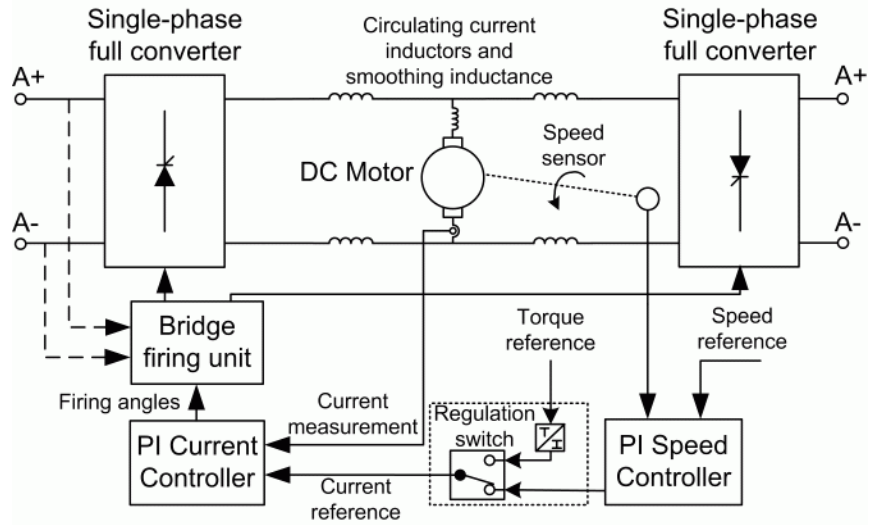 Single-phase
full converter
Circulating current
inductors and
smoothing inductance
Single-phase
full converter
A+
A+
DC Motor
Speed
sensor
A-
A-
Bridge
firing unit
Torque
reference
Speed
reference
Firing angles
Current
measurement
Regulation
switch
T
I
PI Current
Controller
Current
reference
PI Speed
Controller